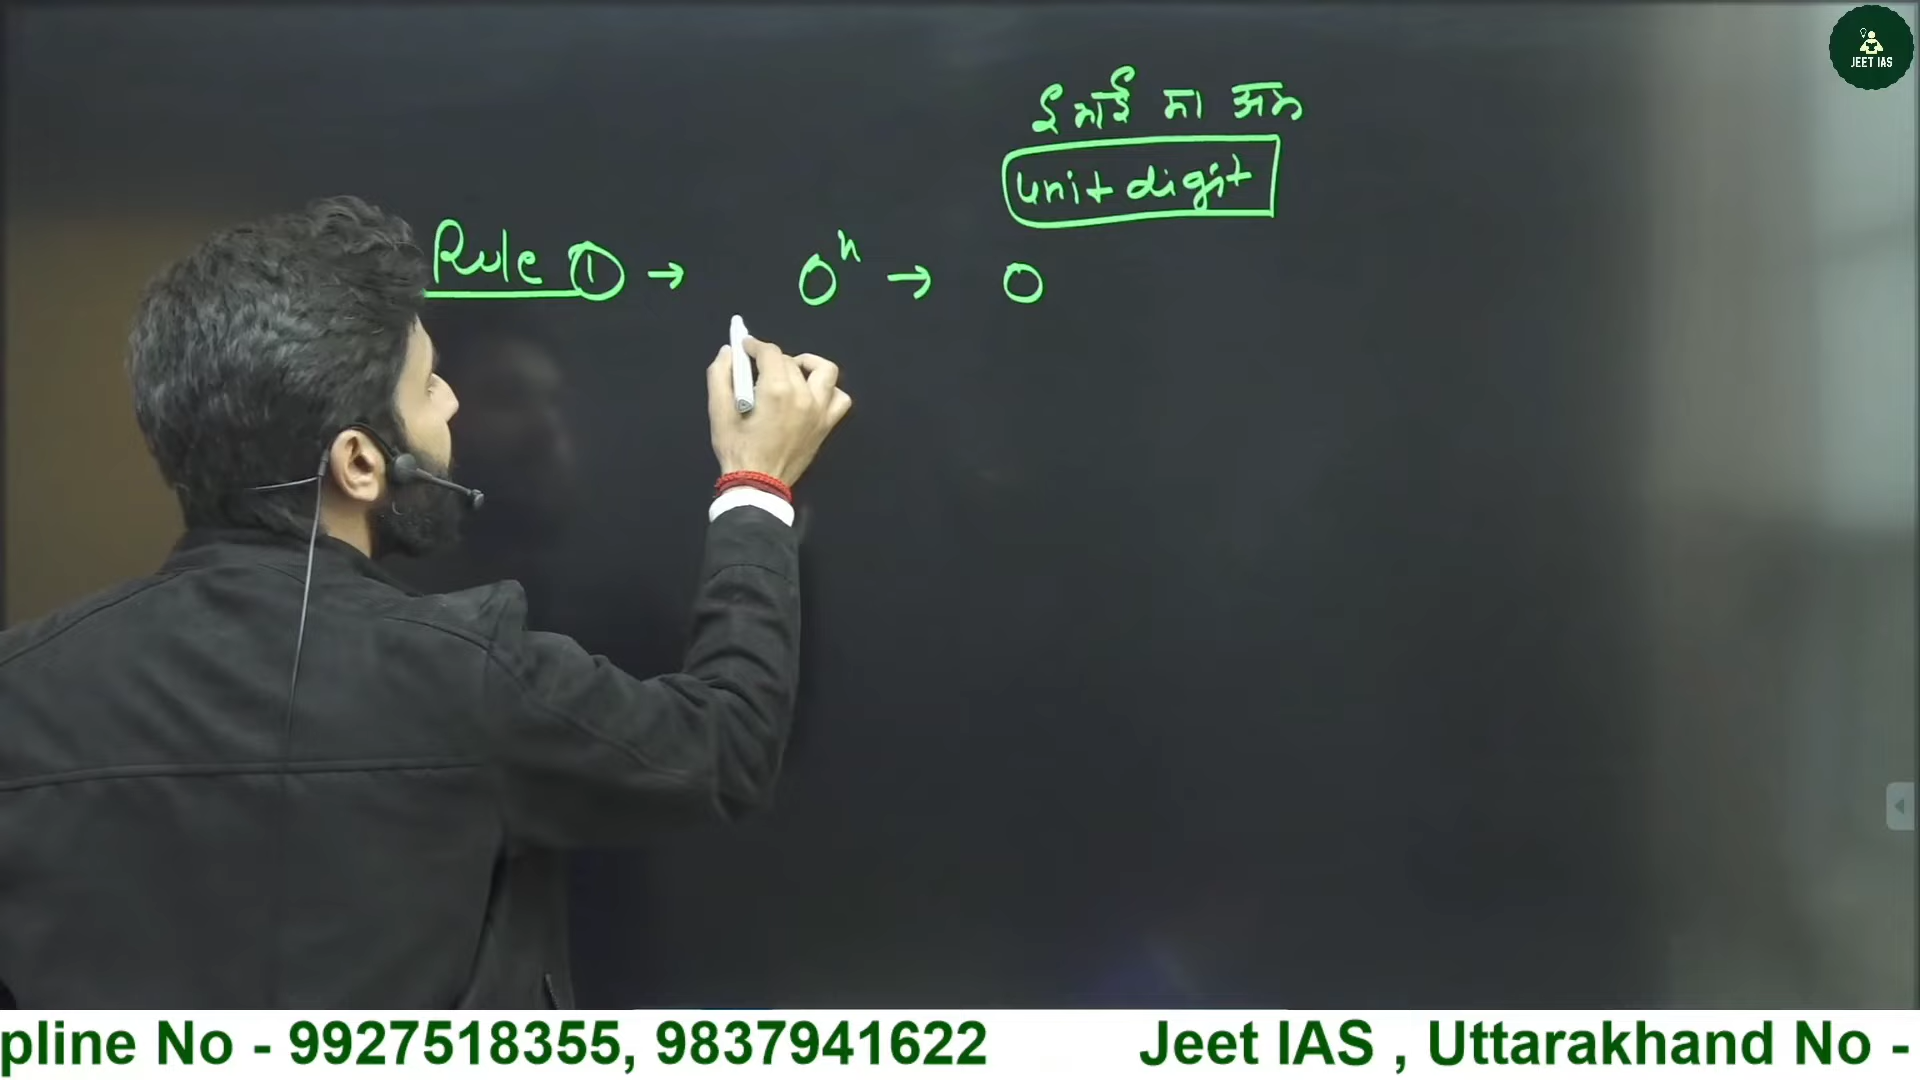 JEET IAS
इकाई का अंक
unit digit
Rule ① → 0ⁿ → 0
pline No - 9927518355, 9837941622 Jeet IAS , Uttarakhand No -